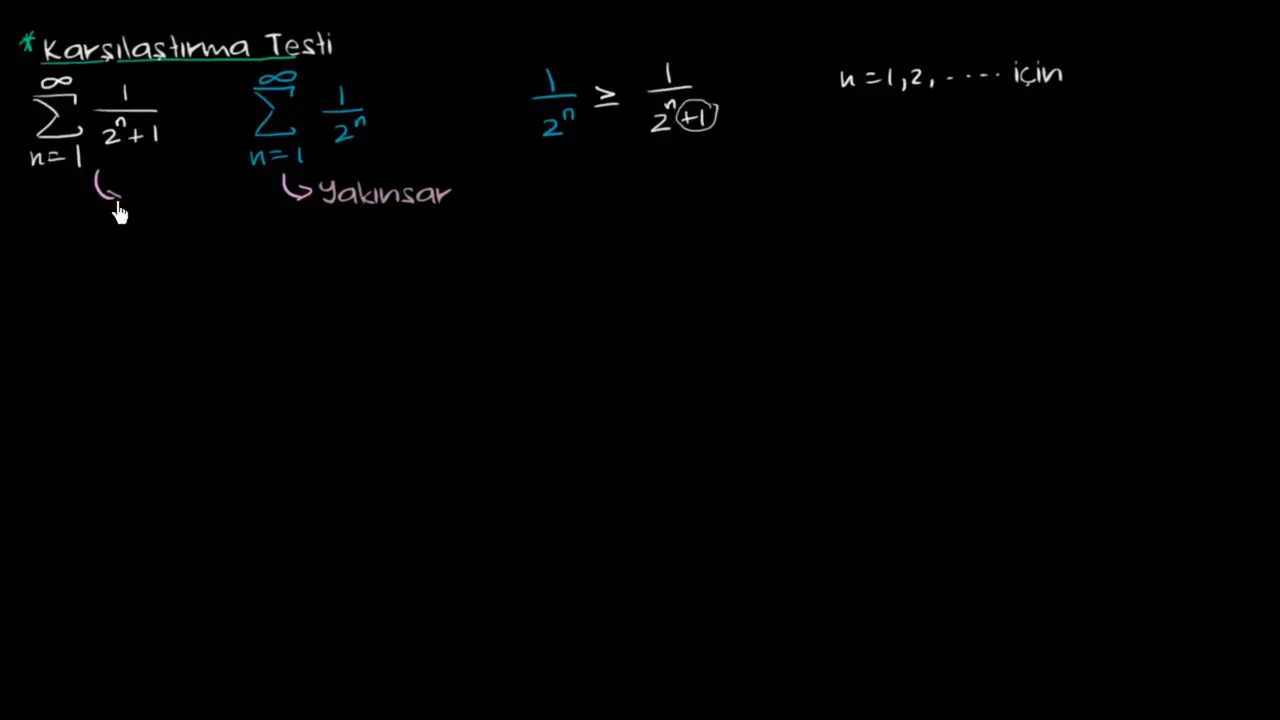 * Karşılaştırma Testi
∞∑n=1 1/(2^n+1)   ∞∑n=1 1/2^n   1/2^n ≥ 1/(2^n+1)   n=1,2,..... için
yakınsar